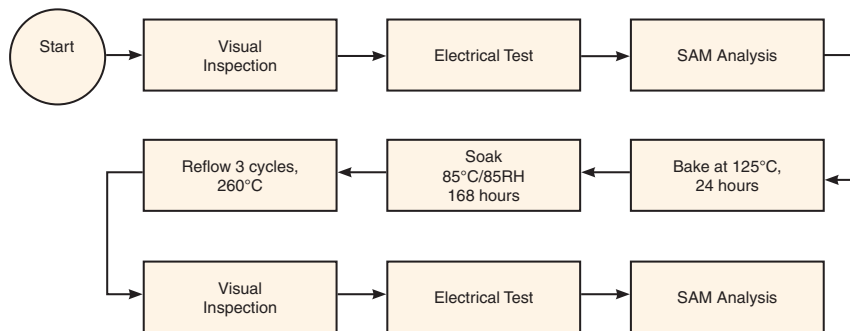 Start
Visual
Inspection
Electrical Test
SAM Analysis
Bake at 125°C,
24 hours
Soak
85°C/85RH
168 hours
Reflow 3 cycles,
260°C
Visual
Inspection
Electrical Test
SAM Analysis